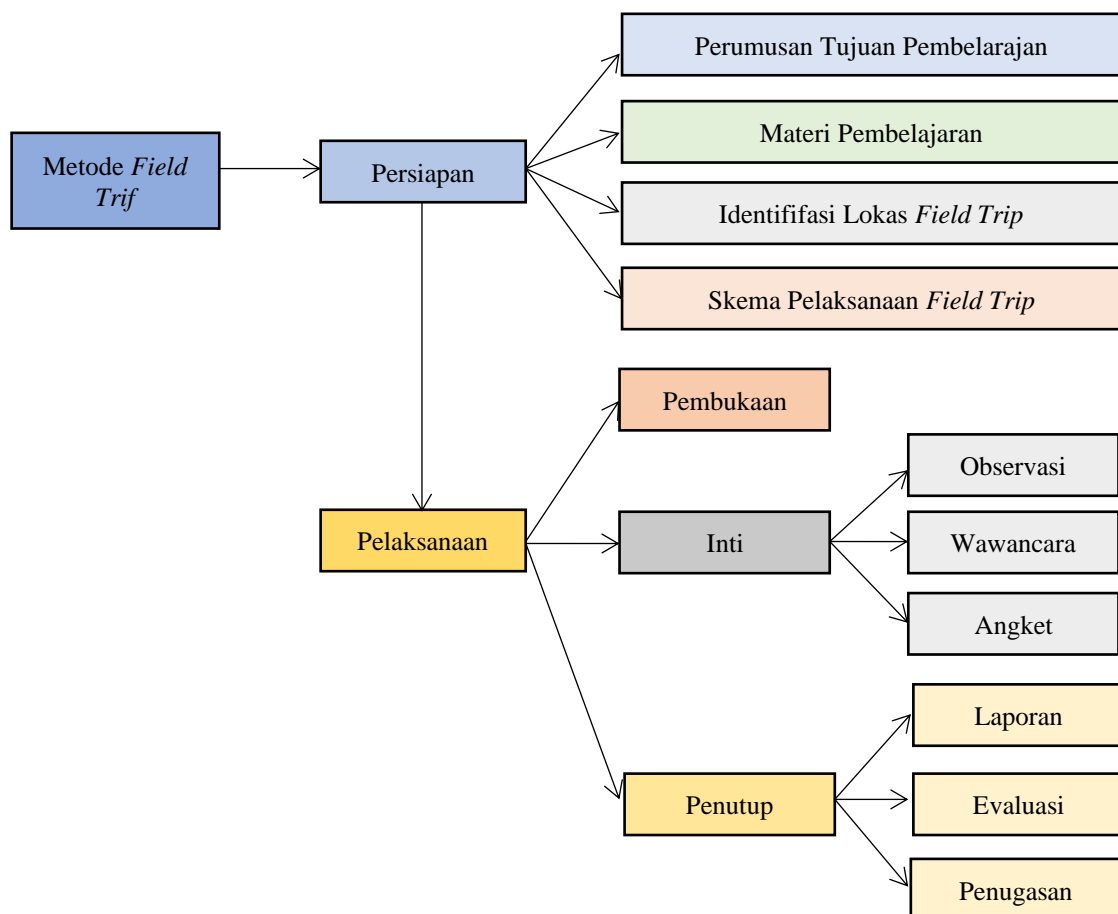 Perumusan Tujuan Pembelarajan
Materi Pembelajaran
Metode Field
Trif
Persiapan
Identififasi Lokas Field Trip
Skema Pelaksanaan Field Trip
Pembukaan
Observasi
Pelaksanaan
Inti
Wawancara
Angket
Laporan
Penutup
Evaluasi
Penugasan